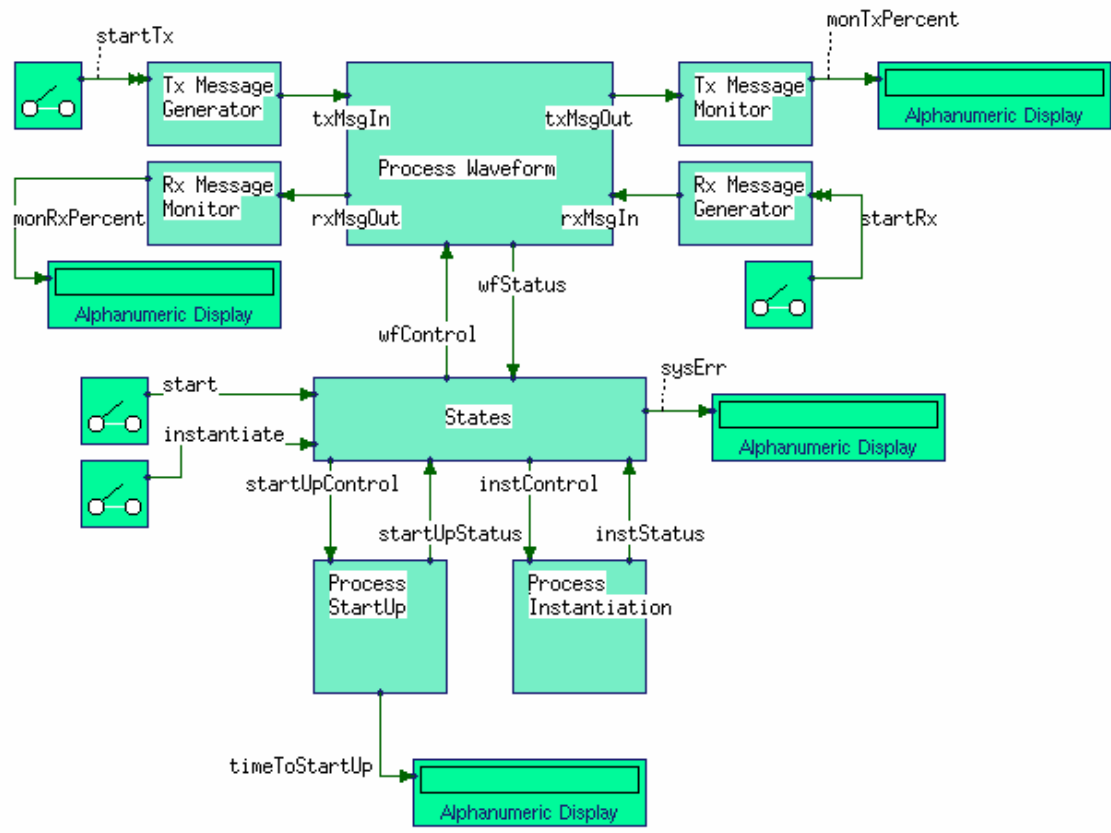 startTx
monTxPercent
Tx Message
Generator
txMsgIn
Process Waveform
txMsgOut
Tx Message
Monitor
Alphanumeric Display
Rx Message
Monitor
monRxPercent
rxMsgOut
rxMsgIn
Rx Message
Generator
startRx
Alphanumeric Display
wfStatus
wfControl
start
instantiate
States
sysErr
Alphanumeric Display
startUpControl
startUpStatus
instControl
instStatus
Process
StartUp
Process
Instantiation
timeToStartUp
Alphanumeric Display